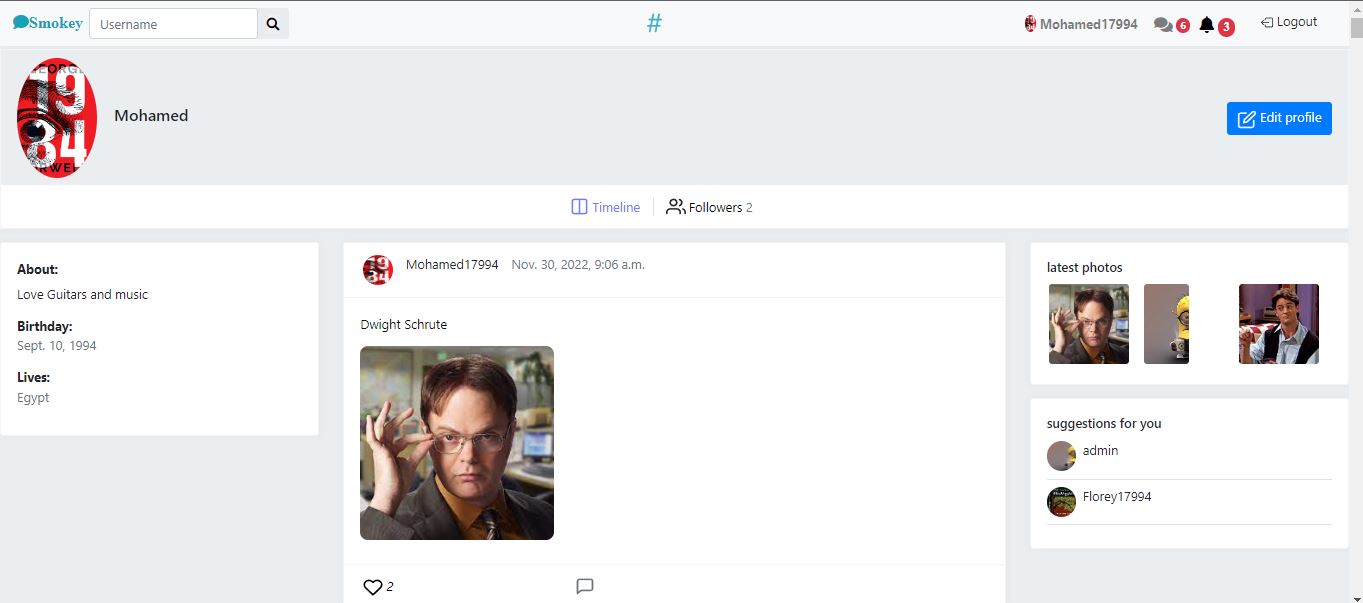 Smokey
Username
#
Mohamed17994
6
3
Logout
GEORGE
19
84
RWEL
Mohamed
Edit profile
Timeline
Followers 2
About:
Love Guitars and music
Birthday:
Sept. 10, 1994
Lives:
Egypt
Mohamed17994 Nov. 30, 2022, 9:06 a.m.
Dwight Schrute
2
latest photos
suggestions for you
admin
Florey17994